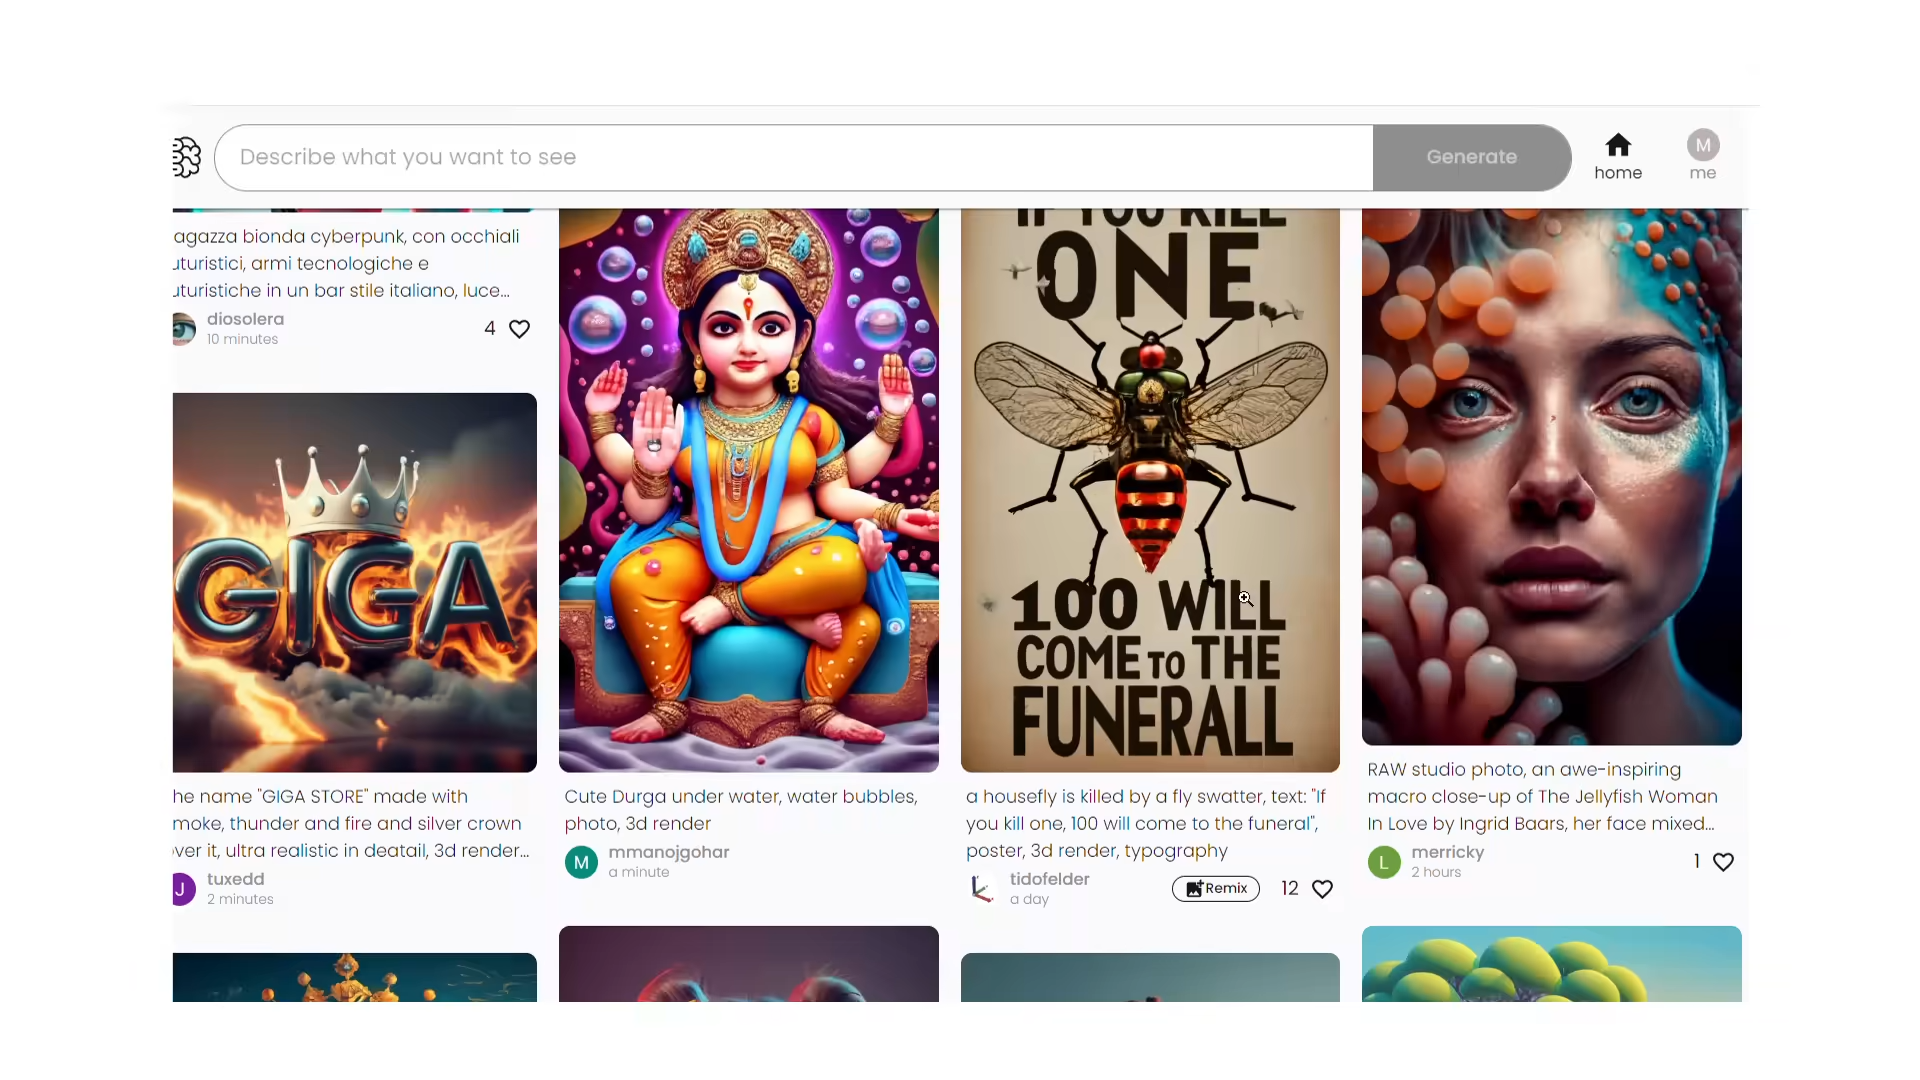 Describe what you want to see
Generate
home
M
me
agazza bionda cyberpunk, con occhiali
uturistici, armi tecnologiche e
uturistiche in un bar stile italiano, luce...
diosolera
10 minutes
4
GIGA
he name "GIGA STORE" made with
moke, thunder and fire and silver crown
ver it, ultra realistic in deatail, 3d render...
J
tuxedd
2 minutes
Cute Durga under water, water bubbles,
photo, 3d render
M
mmanojgohar
a minute
IF YOU KILL
ONE
100 WILL
COME TO THE
FUNERALL
a housefly is killed by a fly swatter, text: "If
you kill one, 100 will come to the funeral",
poster, 3d render, typography
tidofelder
a day
Remix
12
RAW studio photo, an awe-inspiring
macro close-up of The Jellyfish Woman
In Love by Ingrid Baars, her face mixed...
L
merricky
2 hours
1